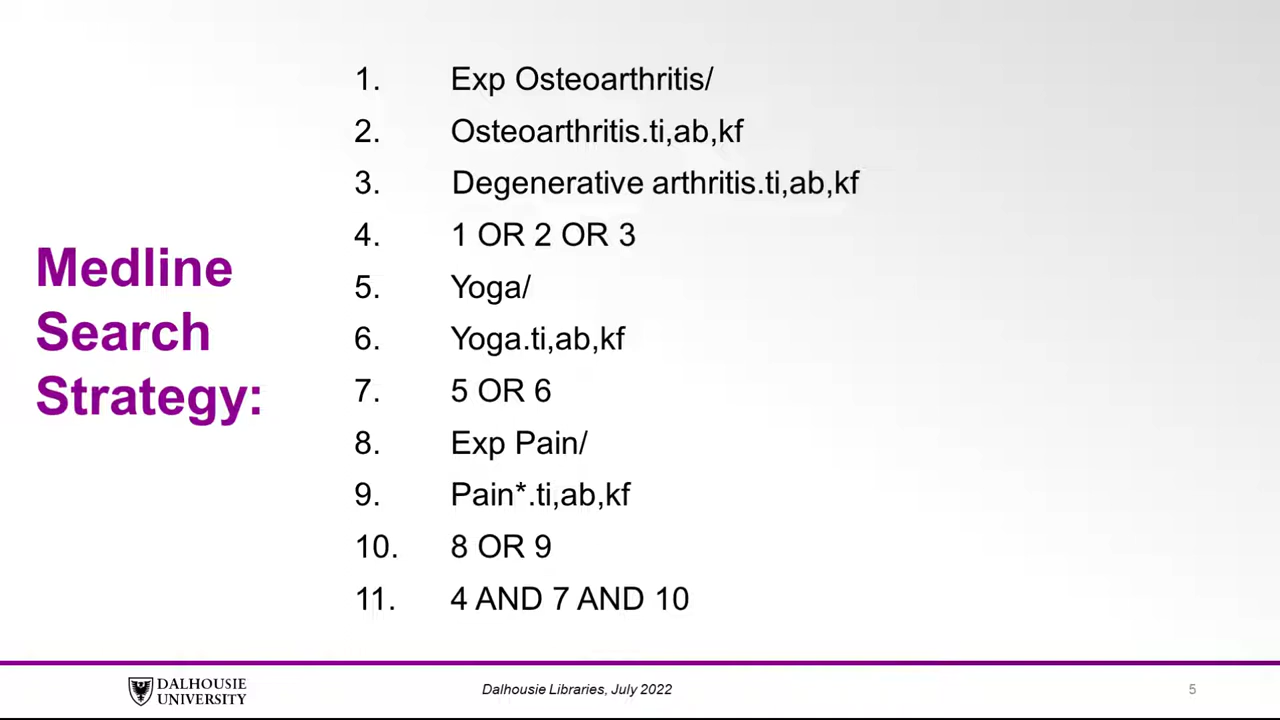 Medline
Search
Strategy:
1. Exp Osteoarthritis/
2. Osteoarthritis.ti,ab,kf
3. Degenerative arthritis.ti,ab,kf
4. 1 OR 2 OR 3
5. Yoga/
6. Yoga.ti,ab,kf
7. 5 OR 6
8. Exp Pain/
9. Pain*.ti,ab,kf
10. 8 OR 9
11. 4 AND 7 AND 10
DALHOUSIE
UNIVERSITY
Dalhousie Libraries, July 2022
5